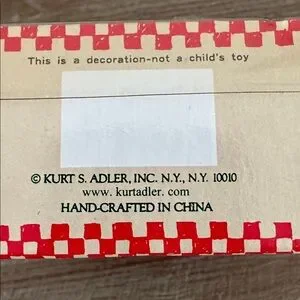 This is a decoration-not a child's toy
© KURT S. ADLER, INC. N.Y., N.Y. 10010
www. kurtadler. com
HAND-CRAFTED IN CHINA